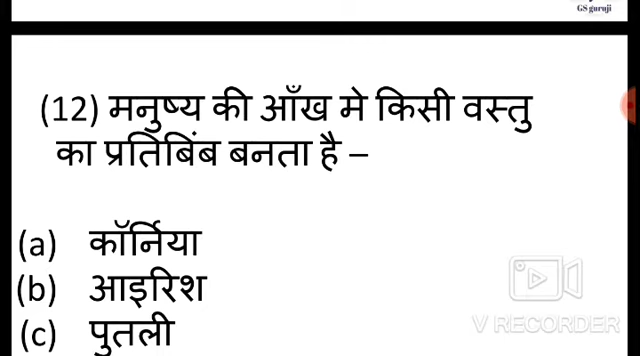 GS guruji
(12) मनुष्य की आँख मे किसी वस्तु
का प्रतिबिंब बनता है –
(a) कॉर्निया
(b) आइरिश
(c) पुतली
V RECORDER